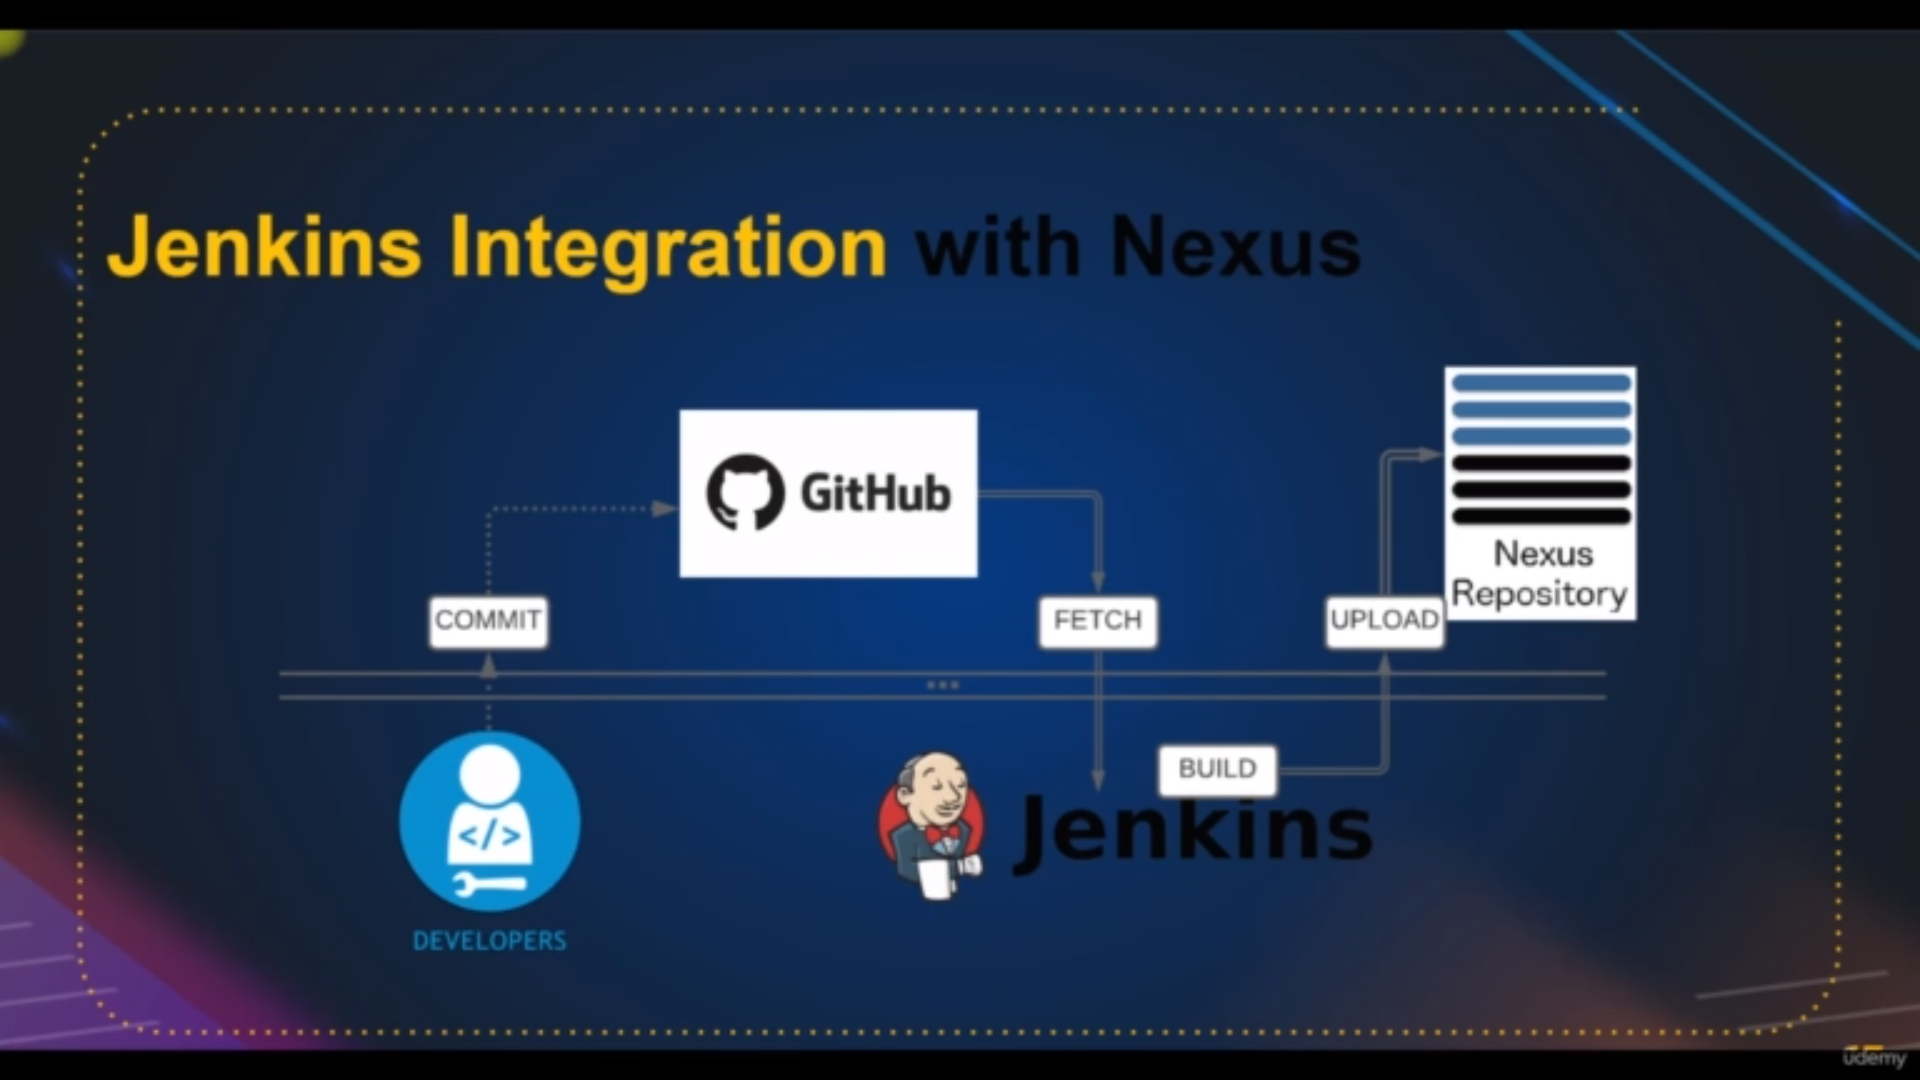 Jenkins Integration with Nexus
GitHub
Nexus
Repository
COMMIT
FETCH
UPLOAD
...
BUILD
Jenkins
</>
DEVELOPERS
udemy